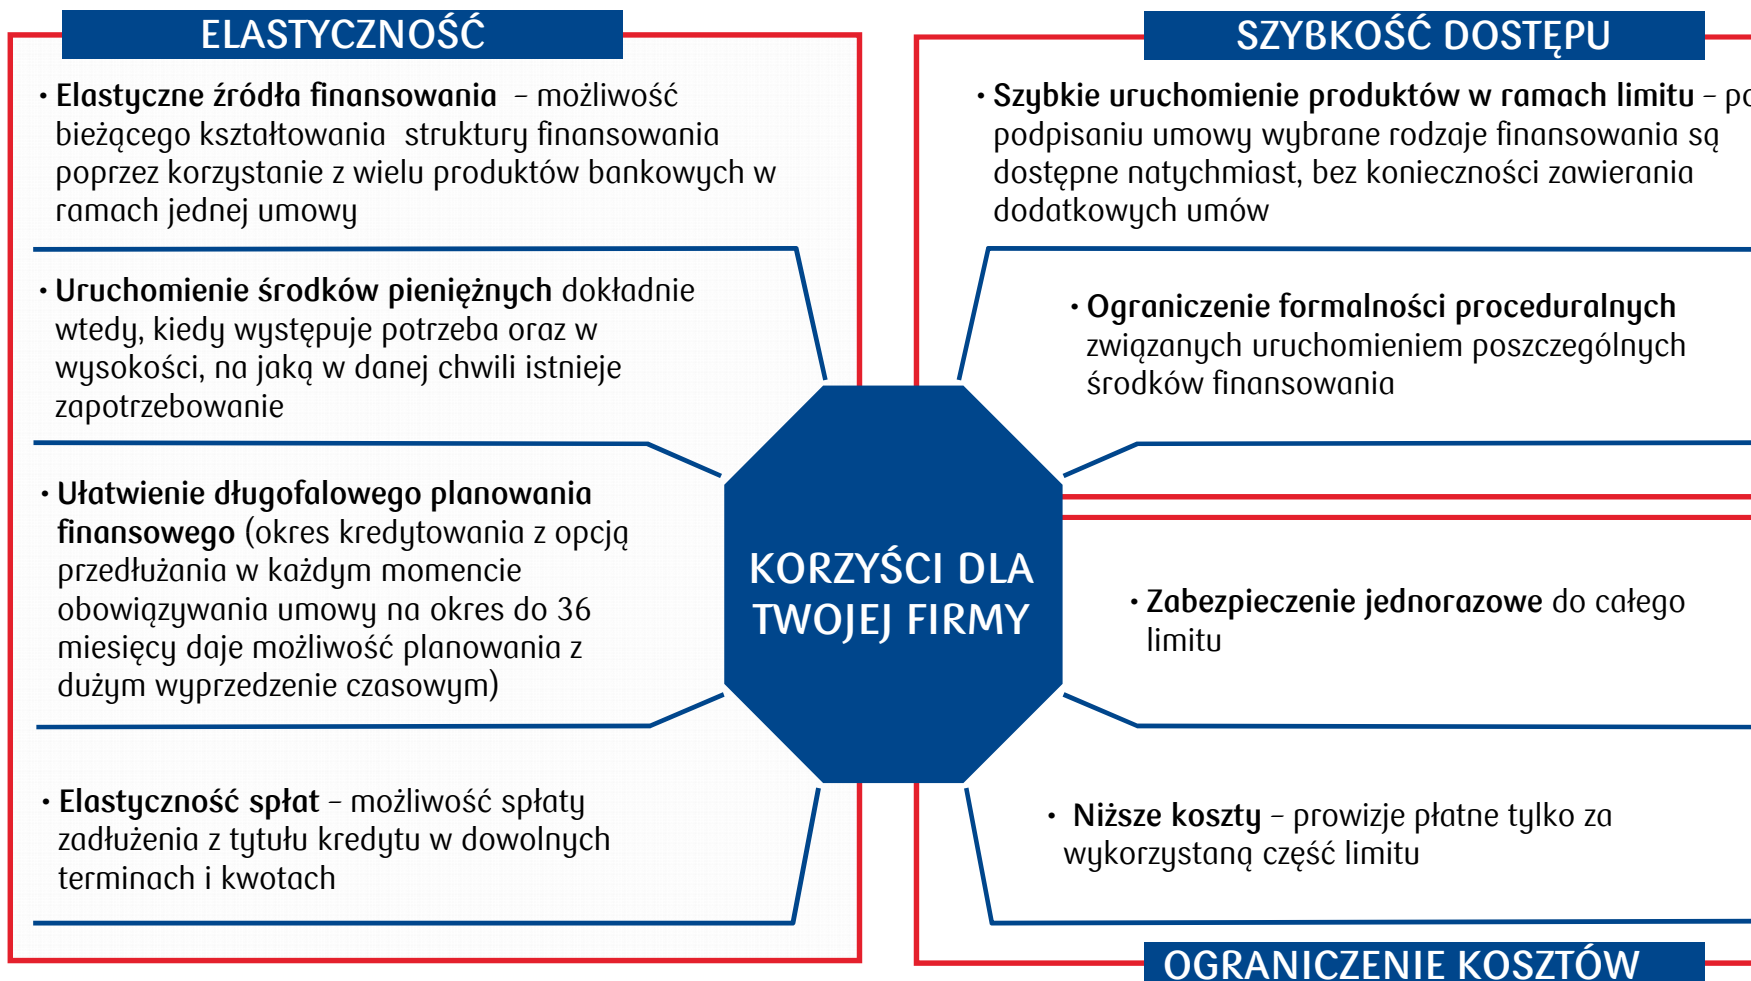 ELASTYCZNOŚĆ
• Elastyczne źródła finansowania – możliwość
bieżącego kształtowania struktury finansowania
poprzez korzystanie z wielu produktów bankowych w
ramach jednej umowy
• Uruchomienie środków pieniężnych dokładnie
wtedy, kiedy występuje potrzeba oraz w
wysokości, na jaką w danej chwili istnieje
zapotrzebowanie
• Ułatwienie długofalowego planowania
finansowego (okres kredytowania z opcją
przedłużania w każdym momencie
obowiązywania umowy na okres do 36
miesięcy daje możliwość planowania z
dużym wyprzedzenie czasowym)
• Elastyczność spłat – możliwość spłaty
zadłużenia z tytułu kredytu w dowolnych
terminach i kwotach
KORZYŚCI DLA
TWOJEJ FIRMY
SZYBKOŚĆ DOSTĘPU
• Szybkie uruchomienie produktów w ramach limitu – po
podpisaniu umowy wybrane rodzaje finansowania są
dostępne natychmiast, bez konieczności zawierania
dodatkowych umów
• Ograniczenie formalności proceduralnych
związanych uruchomieniem poszczególnych
środków finansowania
• Zabezpieczenie jednorazowe do całego
limitu
• Niższe koszty – prowizje płatne tylko za
wykorzystaną część limitu
OGRANICZENIE KOSZTÓW